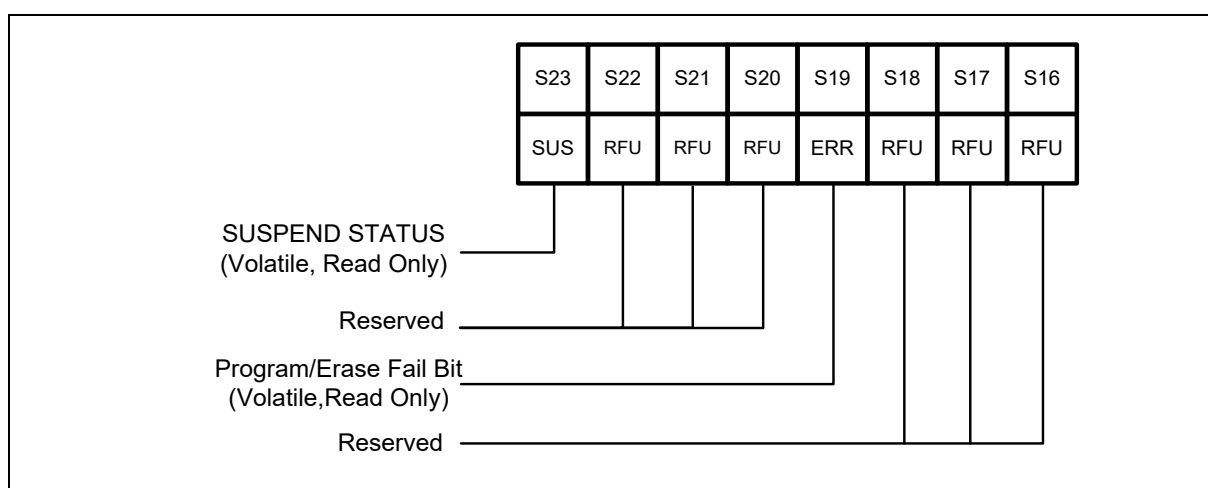 S23 S22 S21 S20 S19 S18 S17 S16
SUS RFU RFU RFU ERR RFU RFU RFU
SUSPEND STATUS
(Volatile, Read Only)
Reserved
Program/Erase Fail Bit
(Volatile,Read Only)
Reserved